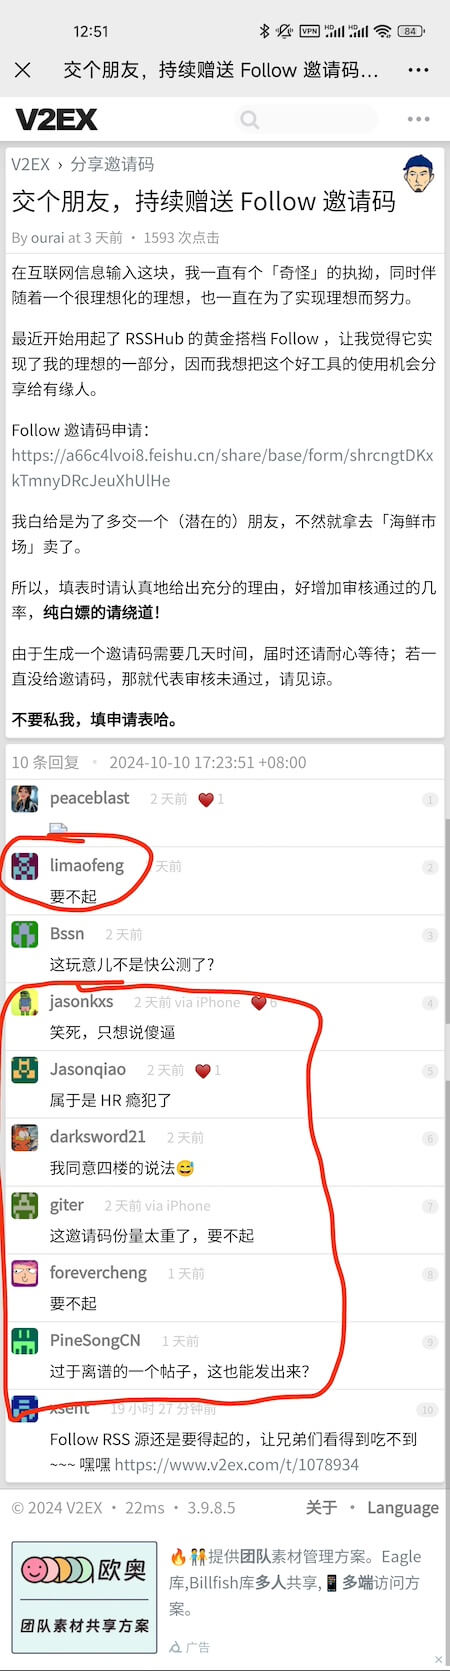 12:51
VPN
HD
HD
84
交个朋友，持续赠送 Follow 邀请码...
V2EX
V2EX › 分享邀请码
交个朋友，持续赠送 Follow 邀请码
By ourai at 3 天前 · 1593 次点击
在互联网信息输入这块，我一直有个「奇怪」的执拗，同时伴
随着一个很理想化的理想，也一直在为了实现理想而努力。
最近开始用起了 RSSHub 的黄金搭档 Follow ，让我觉得它实
现了我的理想的一部分，因而我想把这个好工具的使用机会分
享给有缘人。
Follow 邀请码申请：
https://a66c4lvoi8.feishu.cn/share/base/form/shrcngtDKx
kTmnyDRcJeuXhUlHe
我白给是为了多交一个（潜在的）朋友，不然就拿去「海鲜市
场」卖了。
所以，填表时请认真地给出充分的理由，好增加审核通过的几
率，纯白嫖的请绕道！
由于生成一个邀请码需要几天时间，届时还请耐心等待；若一
直没给邀请码，那就代表审核未通过，请见谅。
不要私我，填申请表哈。
10 条回复 • 2024-10-10 17:23:51 +08:00
peaceblast 2 天前 ❤️ 1
1
limaofeng 天前
2
要不起
Bssn 2 天前
3
这玩意儿不是快公测了?
jasonkxs 2 天前 via iPhone ❤️ 6
4
笑死，只想说傻逼
Jasonqiao 2 天前 ❤️ 1
5
属于是 HR 瘾犯了
darksword21 2 天前
6
我同意四楼的说法😅
giter 2 天前 via iPhone
7
这邀请码份量太重了，要不起
forevercheng 1 天前
8
要不起
PineSongCN 1 天前
9
过于离谱的一个帖子，这也能发出来?
xsent 19 小时 27 分钟前
10
Follow RSS 源还是要得起的，让兄弟们看得到吃不到
~~~ 嘿嘿 https://www.v2ex.com/t/1078934
© 2024 V2EX · 22ms · 3.9.8.5
关于 · Language
欧奥
团队素材共享方案
🔥👬提供团队素材管理方案。Eagle
库,Billfish库多人共享,📱多端访问方
案。
广告